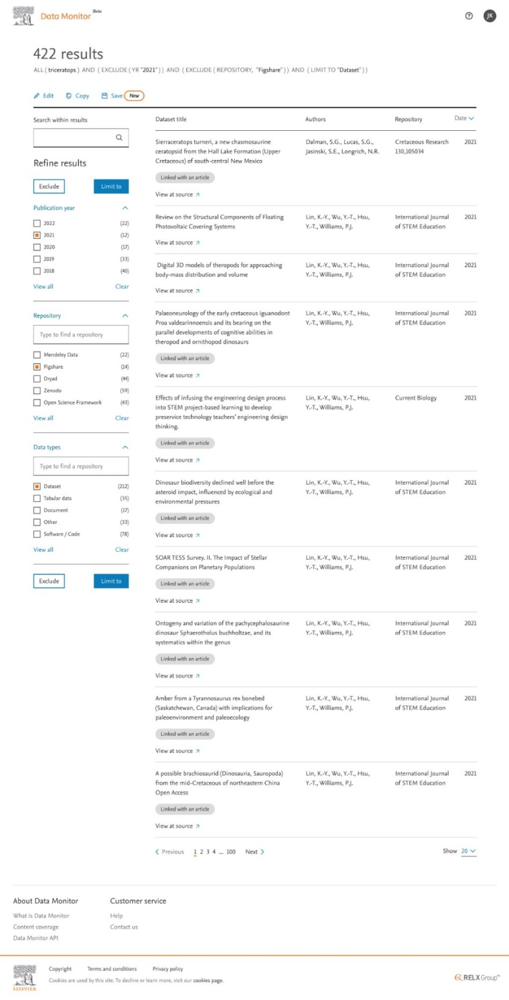 Data Monitor Beta
JK
422 results
ALL ( triceratops ) AND ( EXCLUDE ( YR "2021" ) ) AND ( EXCLUDE ( REPOSITORY, "Figshare" ) ) AND ( LIMIT TO "Dataset" ) )
Edit Copy Save New
Search within results
Refine results
Exclude Limit to
Publication year
2022 (22)
2021 (12)
2020 (17)
2019 (33)
2018 (40)
View all Clear
Repository
Type to find a repository
Mendeley Data (22)
Figshare (14)
Dryad (44)
Zenodo (59)
Open Science Framework (43)
View all Clear
Data types
Type to find a repository
Dataset (212)
Tabular data (35)
Document (17)
Other (33)
Software / Code (78)
View all Clear
Exclude Limit to
Dataset title Authors Repository Date
Sierraceratops turneri, a new chasmosaurine Dalman, S.G., Lucas, S.G., Cretaceous Research 2021
ceratopsid from the Hall Lake Formation (Upper Jasinski, S.E., Longrich, N.R. 130,105034
Cretaceous) of south-central New Mexico
Linked with an article
View at source
Review on the Structural Components of Floating Lin, K.-Y., Wu, Y.-T., Hsu, International Journal 2021
Photovoltaic Covering Systems Y.-T., Williams, P.J. of STEM Education
View at source
Digital 3D models of theropods for approaching Lin, K.-Y., Wu, Y.-T., Hsu, International Journal 2021
body-mass distribution and volume Y.-T., Williams, P.J. of STEM Education
View at source
Palaeoneurology of the early cretaceous iguanodont Lin, K.-Y., Wu, Y.-T., Hsu, International Journal 2021
Proa valdearinnoensis and its bearing on the Y.-T., Williams, P.J. of STEM Education
parallel developments of cognitive abilities in
theropod and ornithopod dinosaurs
Linked with an article
View at source
Effects of infusing the engineering design process Lin, K.-Y., Wu, Y.-T., Hsu, Current Biology 2021
into STEM project-based learning to develop Y.-T., Williams, P.J.
preservice technology teachers' engineering design
thinking.
Linked with an article
View at source
Dinosaur biodiversity declined well before the Lin, K.-Y., Wu, Y.-T., Hsu, International Journal 2021
asteroid impact, influenced by ecological and Y.-T., Williams, P.J. of STEM Education
environmental pressures
Linked with an article
View at source
SOAR TESS Survey. II. The Impact of Stellar Lin, K.-Y., Wu, Y.-T., Hsu, International Journal 2021
Companions on Planetary Populations Y.-T., Williams, P.J. of STEM Education
Linked with an article
View at source
Ontogeny and variation of the pachycephalosaurine Lin, K.-Y., Wu, Y.-T., Hsu, International Journal 2021
dinosaur Sphaerotholus buchholtzae, and its Y.-T., Williams, P.J. of STEM Education
systematics within the genus
Linked with an article
View at source
Amber from a Tyrannosaurus rex bonebed Lin, K.-Y., Wu, Y.-T., Hsu, International Journal 2021
(Saskatchewan, Canada) with implications for Y.-T., Williams, P.J. of STEM Education
paleoenvironment and paleoecology
Linked with an article
View at source
A possible brachiosaurid (Dinosauria, Sauropoda) Lin, K.-Y., Wu, Y.-T., Hsu, International Journal 2021
from the mid-Cretaceous of northeastern China Y.-T., Williams, P.J. of STEM Education
Open Access
Linked with an article
View at source
Previous 1 2 3 4 ... 100 Next Show 20
About Data Monitor Customer service
What is Data Monitor Help
Content coverage Contact us
Data Monitor API
Copyright Terms and conditions Privacy policy
Cookies are used by this site. To decline or learn more, visit our cookies page.
ELSEVIER
RELX Group™